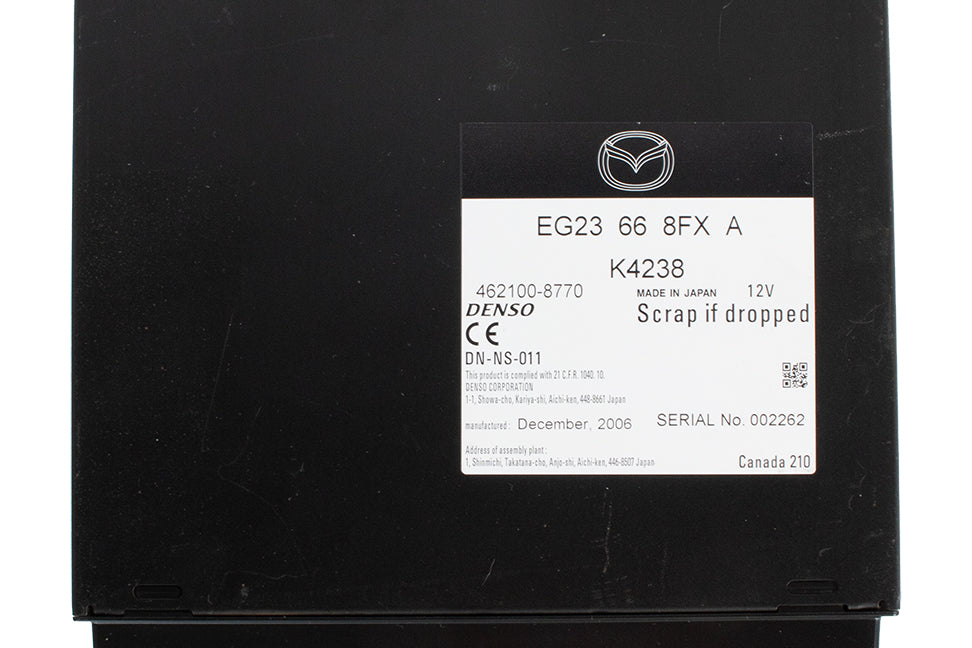 EG23 66 8FX A
K4238
462100-8770 MADE IN JAPAN 12V
DENSO Scrap if dropped
CE
DN-NS-011
This product is complied with 21 C.F.R. 1040. 10.
DENSO CORPORATION
1-1, Showa-cho, Kariya-shi, Aichi-ken, 448-8661 Japan
manufactured: December, 2006 SERIAL No. 002262
Address of assembly plant:
1, Shinmichi, Takatana-cho, Anjo-shi, Aichi-ken, 446-8507 Japan
Canada 210